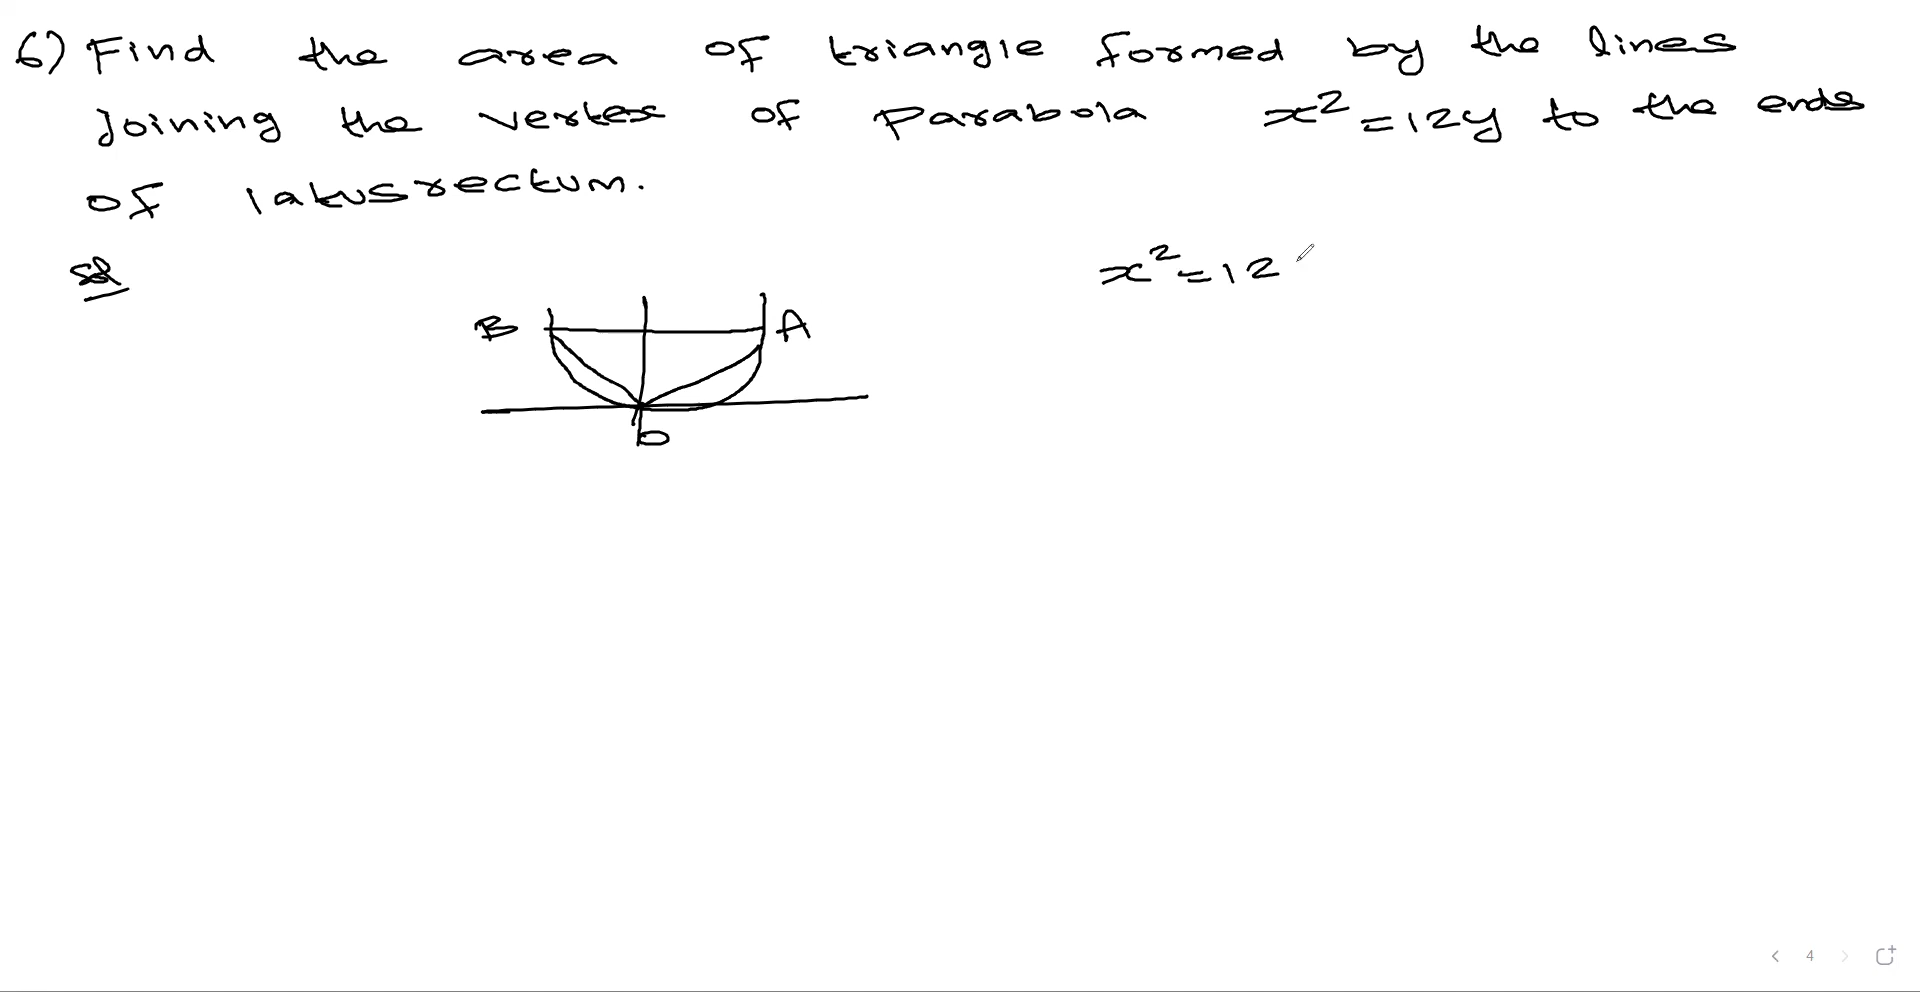 6) Find the area of triangle formed by the lines
Joining the vertex of Parabola x² = 12y to the ends
of latusrectum.
Sol
x² = 12
B A
O
4